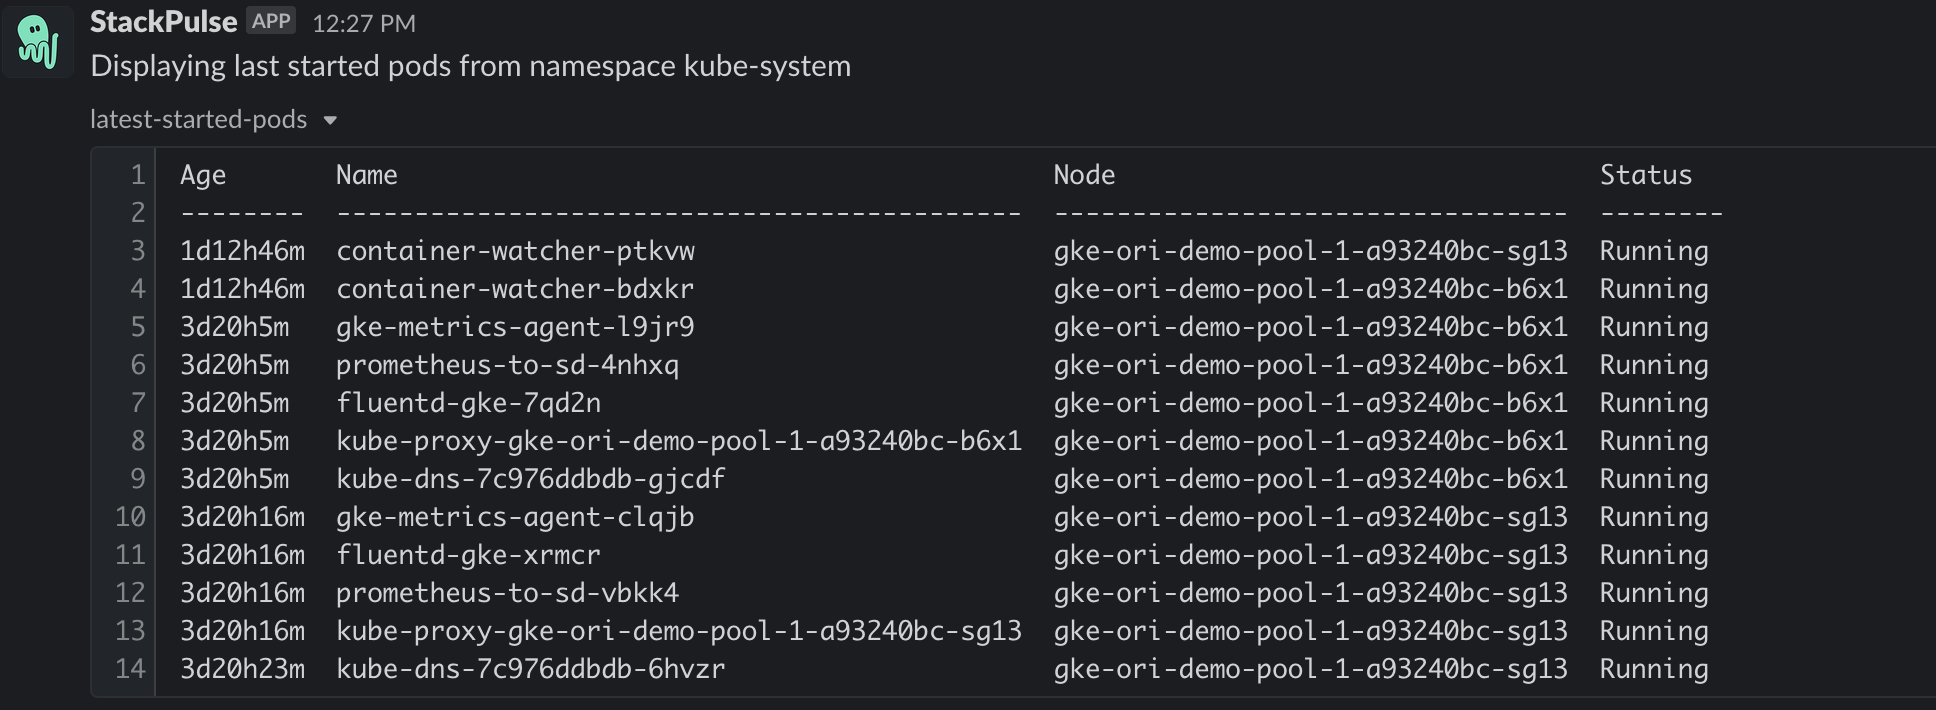 StackPulse APP 12:27 PM
Displaying last started pods from namespace kube-system
latest-started-pods
1 Age Name Node Status
2 -------- -------------------------------------------- --------------------------------- --------
3 1d12h46m container-watcher-ptkvw gke-ori-demo-pool-1-a93240bc-sg13 Running
4 1d12h46m container-watcher-bdxkr gke-ori-demo-pool-1-a93240bc-b6x1 Running
5 3d20h5m gke-metrics-agent-l9jr9 gke-ori-demo-pool-1-a93240bc-b6x1 Running
6 3d20h5m prometheus-to-sd-4nhxq gke-ori-demo-pool-1-a93240bc-b6x1 Running
7 3d20h5m fluentd-gke-7qd2n gke-ori-demo-pool-1-a93240bc-b6x1 Running
8 3d20h5m kube-proxy-gke-ori-demo-pool-1-a93240bc-b6x1 gke-ori-demo-pool-1-a93240bc-b6x1 Running
9 3d20h5m kube-dns-7c976ddbdb-gjcdf gke-ori-demo-pool-1-a93240bc-b6x1 Running
10 3d20h16m gke-metrics-agent-clqjb gke-ori-demo-pool-1-a93240bc-sg13 Running
11 3d20h16m fluentd-gke-xrmcr gke-ori-demo-pool-1-a93240bc-sg13 Running
12 3d20h16m prometheus-to-sd-vbkk4 gke-ori-demo-pool-1-a93240bc-sg13 Running
13 3d20h16m kube-proxy-gke-ori-demo-pool-1-a93240bc-sg13 gke-ori-demo-pool-1-a93240bc-sg13 Running
14 3d20h23m kube-dns-7c976ddbdb-6hvzr gke-ori-demo-pool-1-a93240bc-sg13 Running